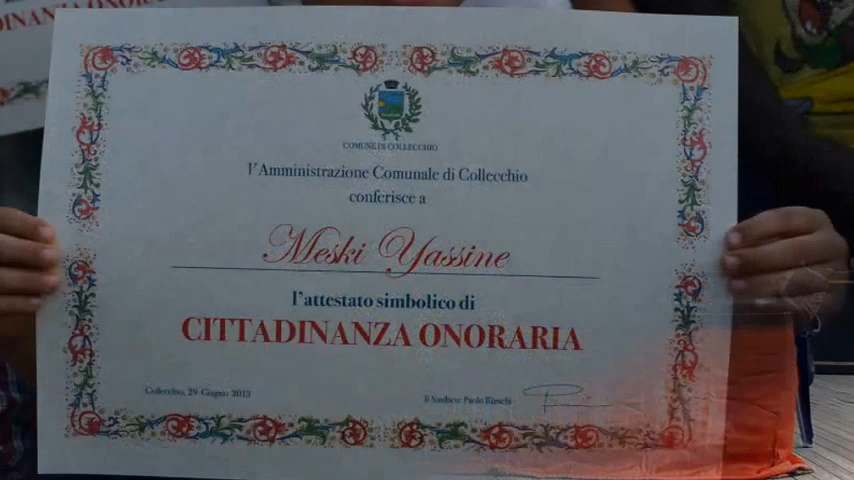 COMUNE DI COLLECCHIO
l'Amministrazione Comunale di Collecchio
conferisce a
Meski Yassine
l'attestato simbolico di
CITTADINANZA ONORARIA
Collecchio, 29 Giugno 2013
Il Sindaco Paolo Bianchi